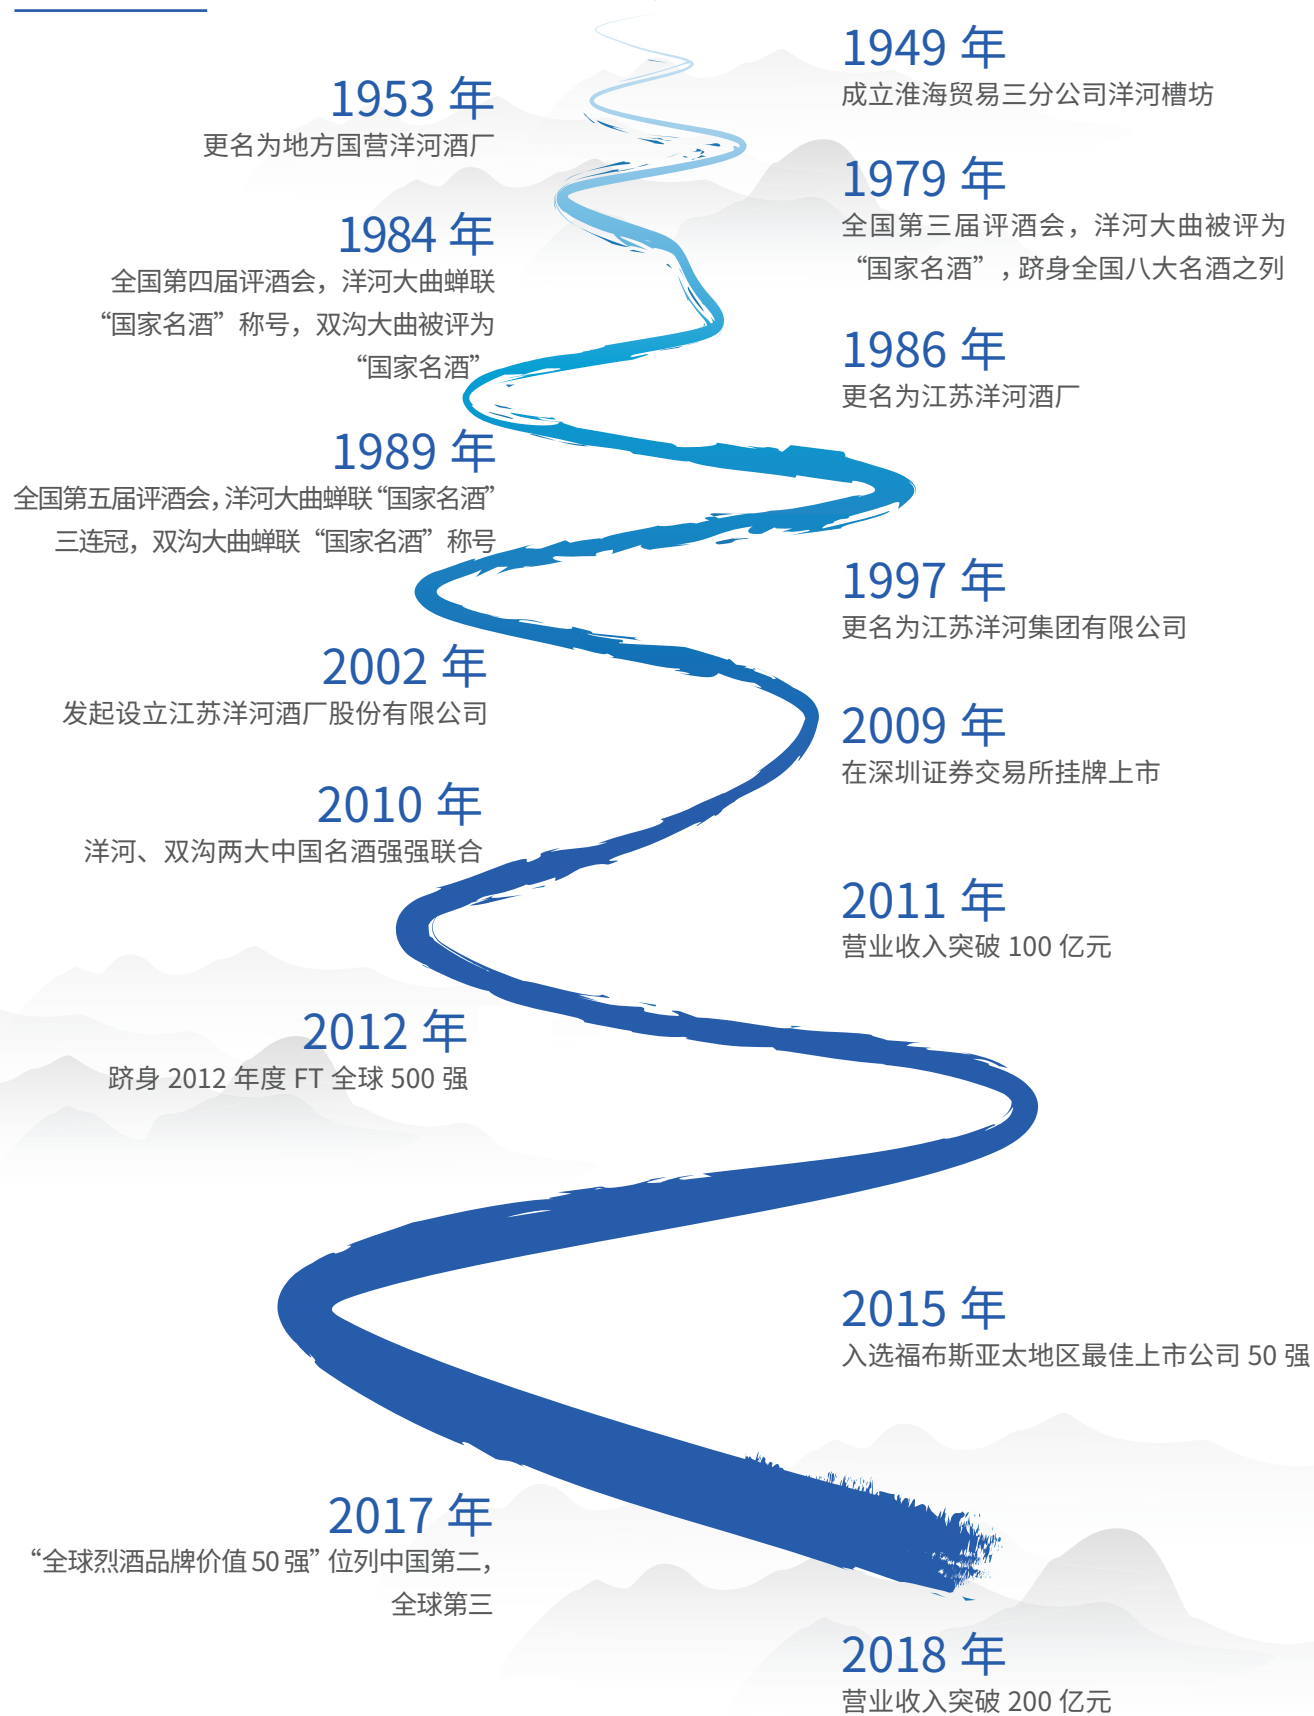 1949 年
成立淮海贸易三分公司洋河槽坊
1953 年
更名为地方国营洋河酒厂
1979 年
全国第三届评酒会，洋河大曲被评为
“国家名酒”，跻身全国八大名酒之列
1984 年
全国第四届评酒会，洋河大曲蝉联
“国家名酒”称号，双沟大曲被评为
“国家名酒”
1986 年
更名为江苏洋河酒厂
1989 年
全国第五届评酒会，洋河大曲蝉联“国家名酒”
三连冠，双沟大曲蝉联“国家名酒”称号
1997 年
更名为江苏洋河集团有限公司
2002 年
发起设立江苏洋河酒厂股份有限公司
2009 年
在深圳证券交易所挂牌上市
2010 年
洋河、双沟两大中国名酒强强联合
2011 年
营业收入突破 100 亿元
2012 年
跻身 2012 年度 FT 全球 500 强
2015 年
入选福布斯亚太地区最佳上市公司 50 强
2017 年
“全球烈酒品牌价值 50 强”位列中国第二，
全球第三
2018 年
营业收入突破 200 亿元